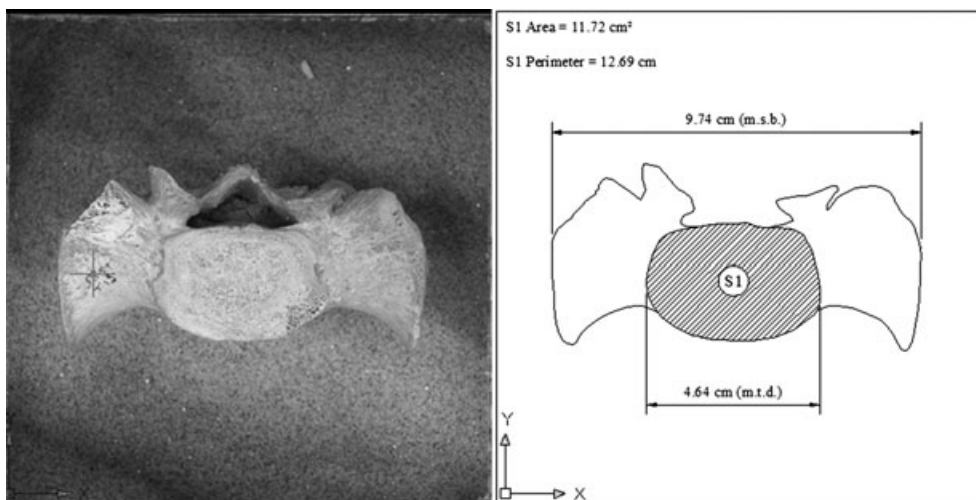 S1 Area = 11.72 cm²
S1 Perimeter = 12.69 cm
9.74 cm (m.s.b.)
S1
4.64 cm (m.t.d.)
Y
X
X